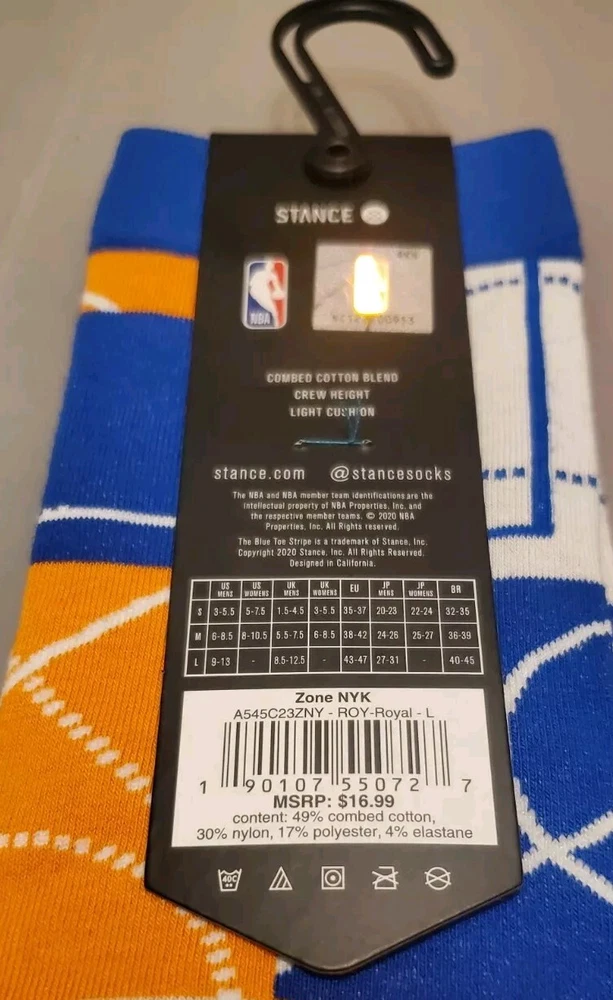 STANCE
NBA
COMBED COTTON BLEND
CREW HEIGHT
LIGHT CUSHION
stance.com @stancesocks
The NBA and NBA member team identifications are the
intellectual property of NBA Properties, Inc. and
the respective member teams. © 2020 NBA
Properties, Inc. All Rights reserved.
The Blue Toe Stripe is a trademark of Stance, Inc.
Copyright 2020 Stance, Inc. All Rights Reserved.
Designed in California.
US MENS US WOMENS UK MENS UK WOMENS EU JP MENS JP WOMENS BR
S 3-5.5 5-7.5 1.5-4.5 3-5.5 35-37 20-23 22-24 32-35
M 6-8.5 8-10.5 5.5-7.5 6-8.5 38-42 24-26 25-27 36-39
L 9-13 - 8.5-12.5 - 43-47 27-31 - 40-45
Zone NYK
A545C23ZNY - ROY-Royal - L
1 90107 55072 7
MSRP: $16.99
content: 49% combed cotton,
30% nylon, 17% polyester, 4% elastane
40C